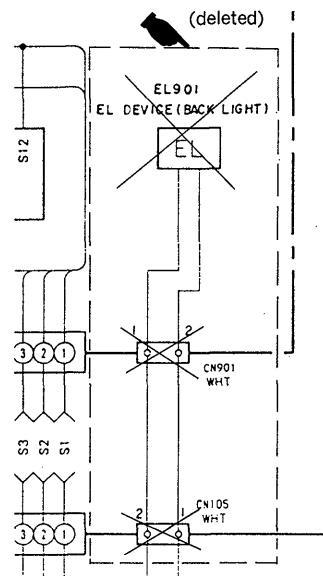 (deleted)
EL901
EL DEVICE (BACK LIGHT)
EL
S12
1 2
3 2 1
CN901
WHT
S3 S2 S1
CN105
2 1
WHT
3 2 1